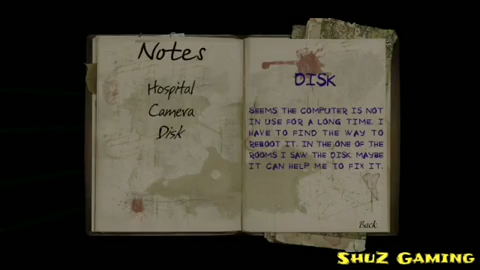 Notes
Hospital
Camera
Disk
DISK
SEEMS THE COMPUTER IS NOT
IN USE FOR A LONG TIME. I
HAVE TO FIND THE WAY TO
REBOOT IT. IN THE ONE OF THE
ROOMS I SAW THE DISK. MAYBE
IT CAN HELP ME TO FIX IT.
Back
SHUZ GAMING